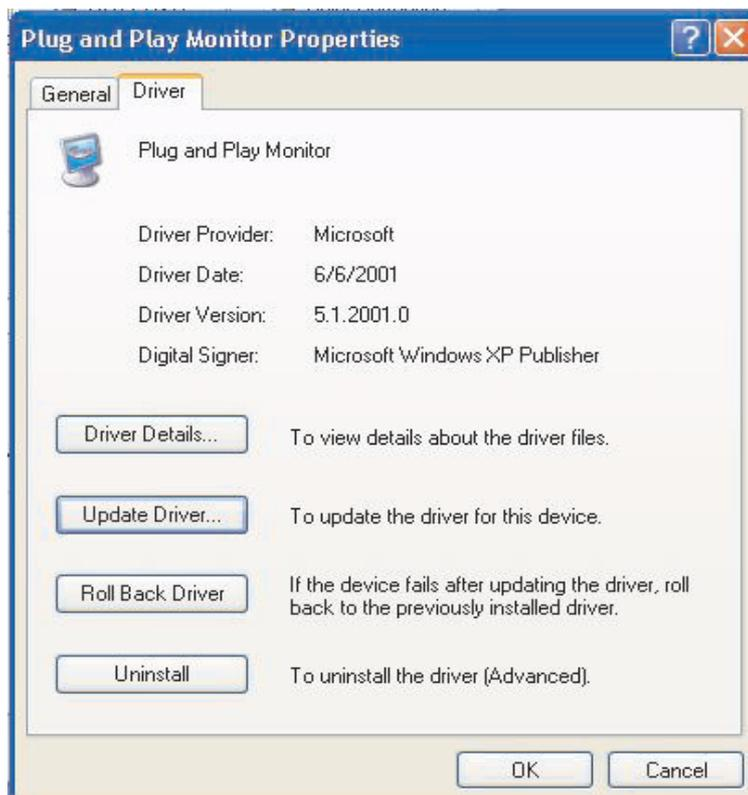 Plug and Play Monitor Properties
General Driver
Plug and Play Monitor
Driver Provider: Microsoft
Driver Date: 6/6/2001
Driver Version: 5.1.2001.0
Digital Signer: Microsoft Windows XP Publisher
Driver Details... To view details about the driver files.
Update Driver... To update the driver for this device.
Roll Back Driver If the device fails after updating the driver, roll
back to the previously installed driver.
Uninstall To uninstall the driver (Advanced).
OK Cancel